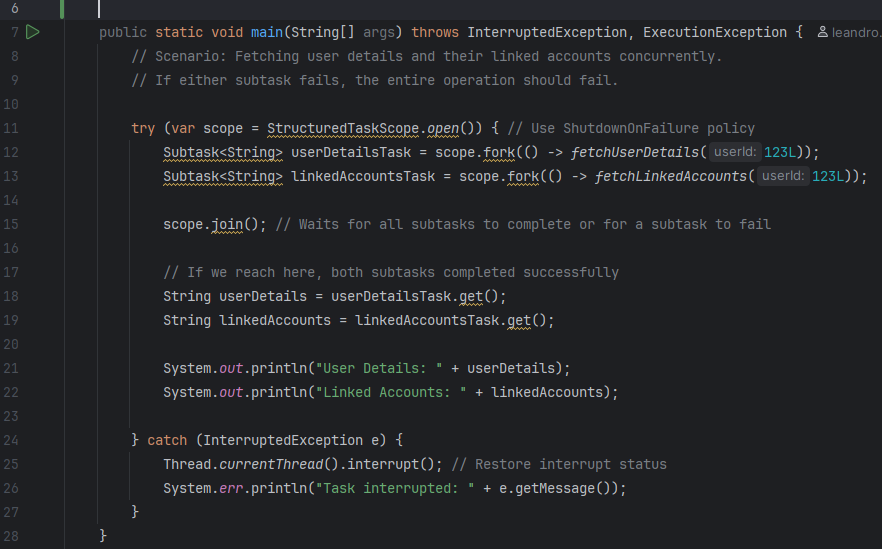 6
7 public static void main(String[] args) throws InterruptedException, ExecutionException { leandro.
8 // Scenario: Fetching user details and their linked accounts concurrently.
9 // If either subtask fails, the entire operation should fail.
10
11 try (var scope = StructuredTaskScope.open()) { // Use ShutdownOnFailure policy
12 Subtask<String> userDetailsTask = scope.fork(() -> fetchUserDetails( userId: 123L));
13 Subtask<String> linkedAccountsTask = scope.fork(() -> fetchLinkedAccounts( userId: 123L));
14
15 scope.join(); // Waits for all subtasks to complete or for a subtask to fail
16
17 // If we reach here, both subtasks completed successfully
18 String userDetails = userDetailsTask.get();
19 String linkedAccounts = linkedAccountsTask.get();
20
21 System.out.println("User Details: " + userDetails);
22 System.out.println("Linked Accounts: " + linkedAccounts);
23
24 } catch (InterruptedException e) {
25 Thread.currentThread().interrupt(); // Restore interrupt status
26 System.err.println("Task interrupted: " + e.getMessage());
27 }
28 }